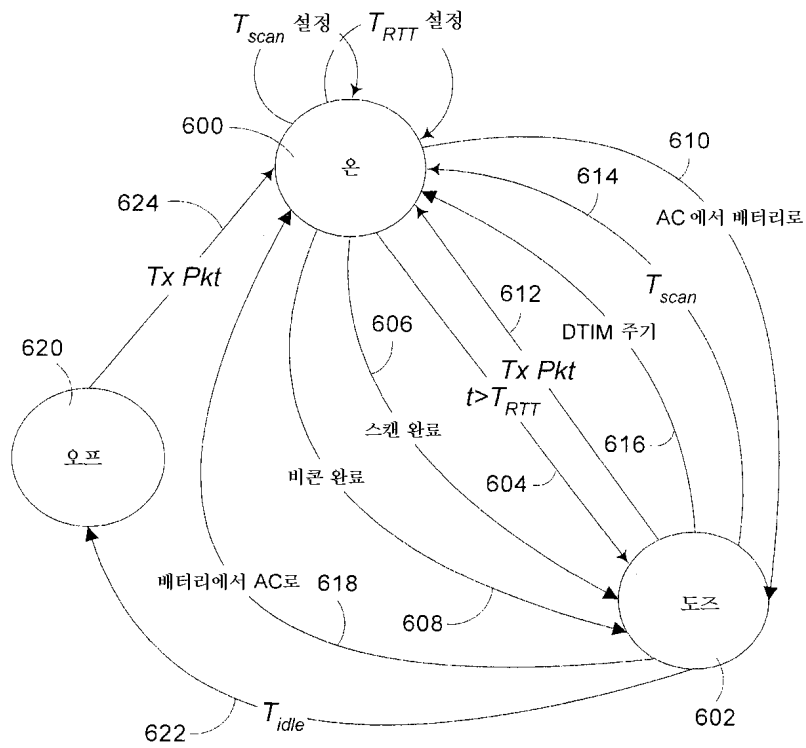 T_scan 설정
T_RTT 설정
600
온
610
614
AC에서 배터리로
624
Tx Pkt
T_scan
612
606
DTIM 주기
620
Tx Pkt
t>T_RTT
오프
스캔 완료
616
비콘 완료
604
배터리에서 AC로
618
608
도즈
602
T_idle
622